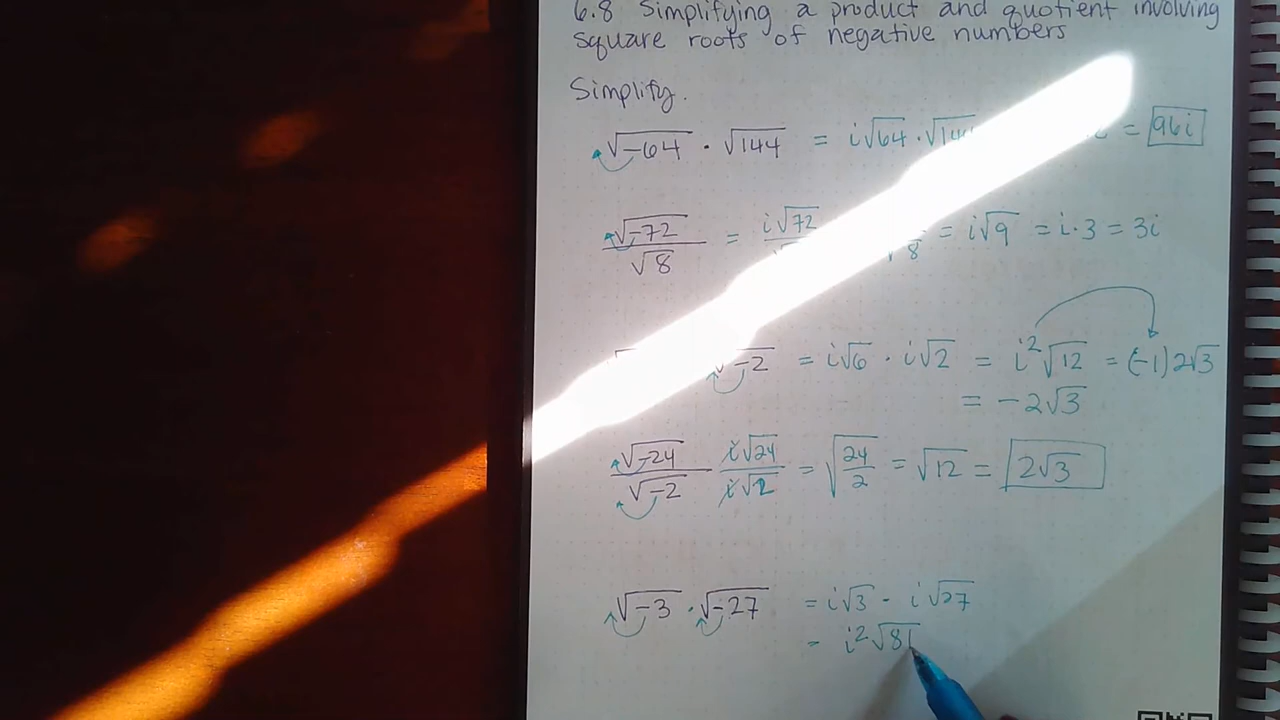 6.8 Simplifying a product and quotient involving
square roots of negative numbers
Simplify.
√-64 · √144 = i√64 · √144 i = 96i
√-72/√8 = i√72/ 8 = i√9 = i·3 = 3i
-2 = i√6 · i√2 = i²√12 = (-1)2√3
= -2√3
√-24/√-2 i√24/i√2 = √24/2 = √12 = 2√3
√-3 · √-27 = i√3 - i√27
= i²√81